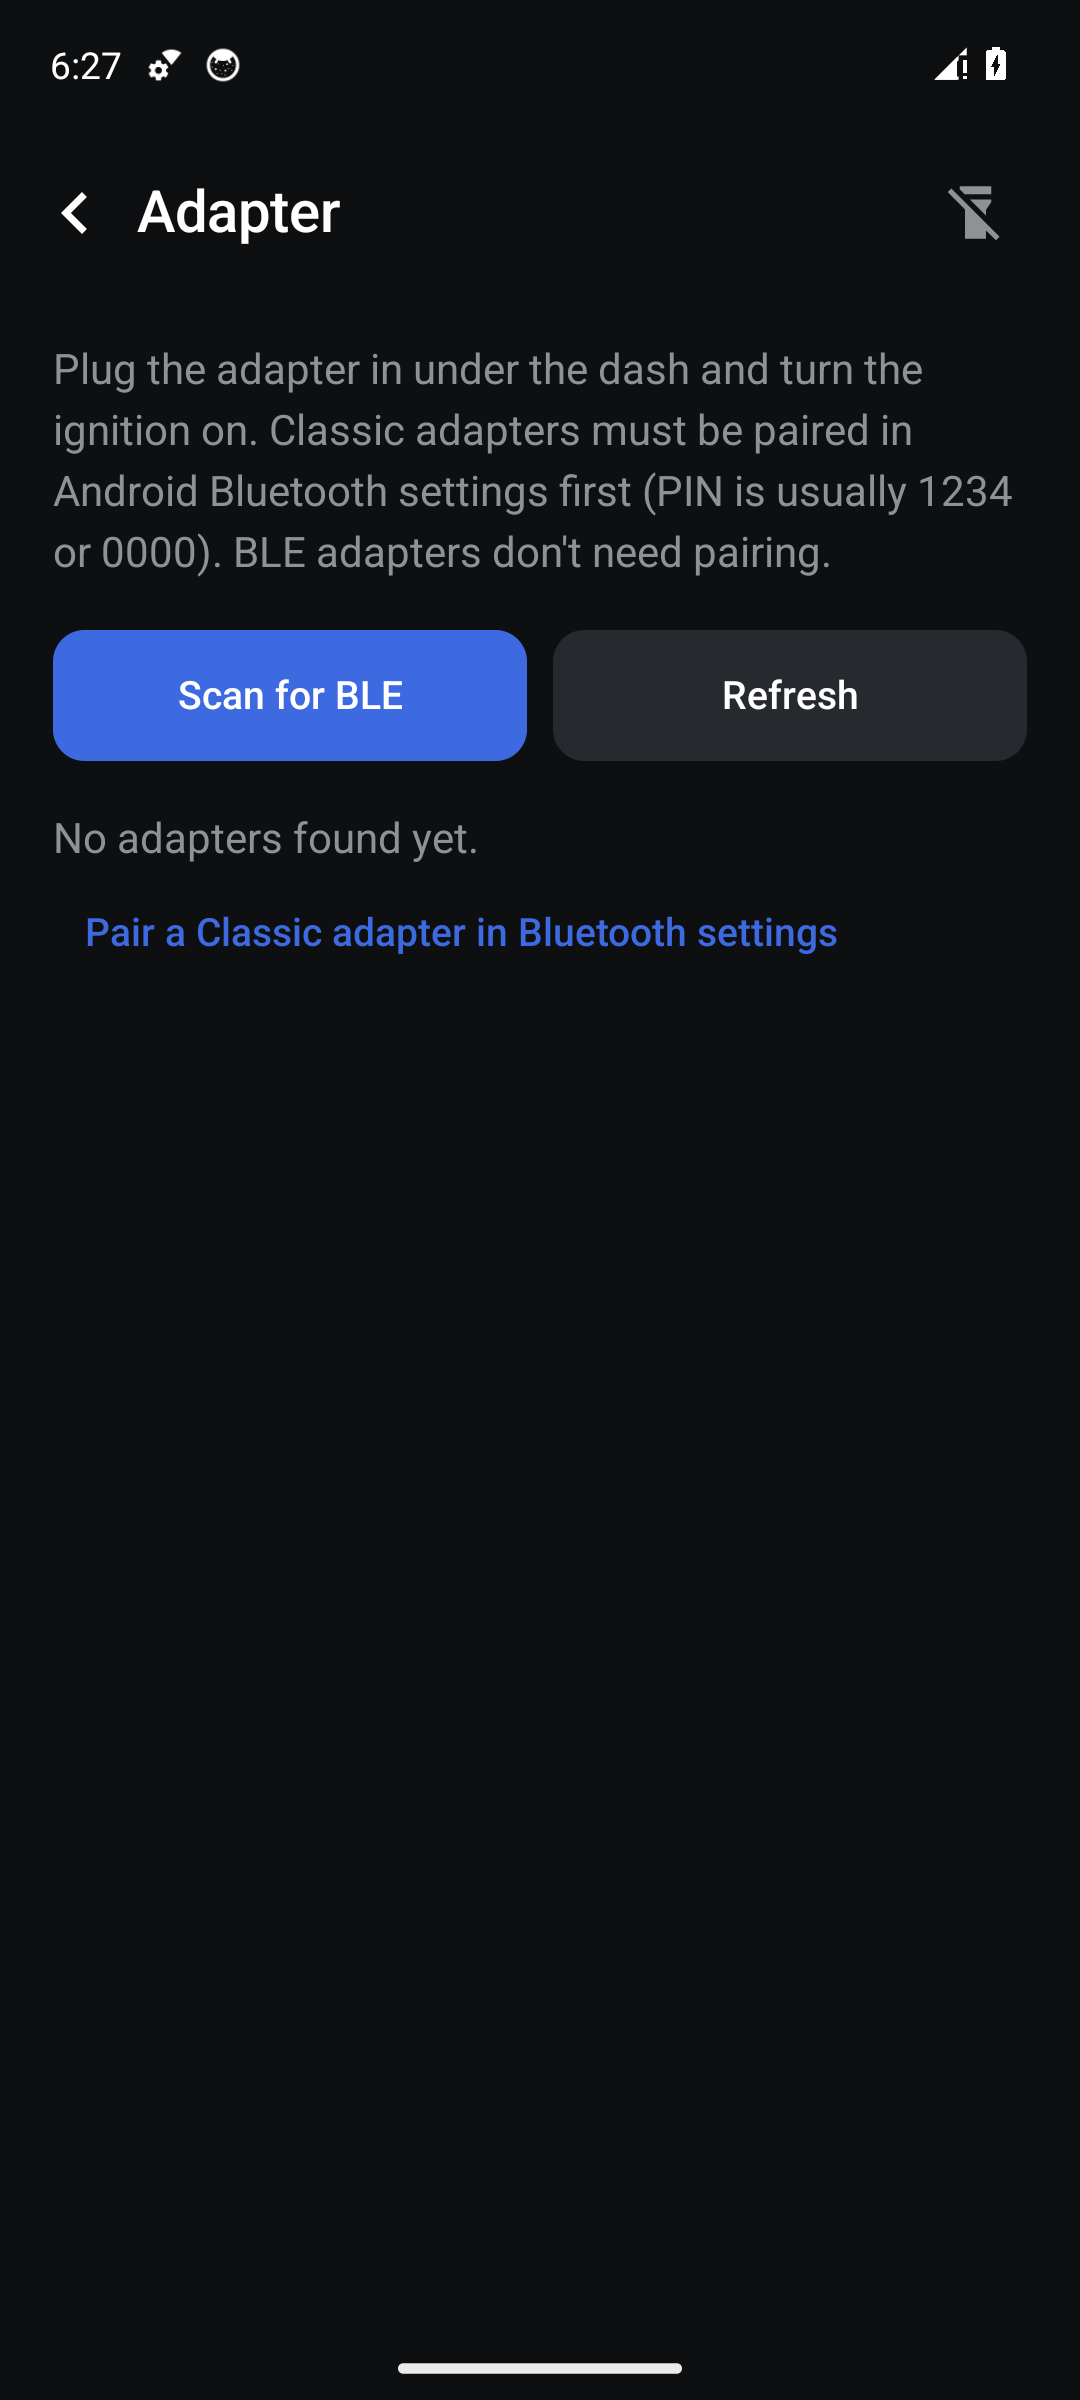 6:27
Adapter
Plug the adapter in under the dash and turn the
ignition on. Classic adapters must be paired in
Android Bluetooth settings first (PIN is usually 1234
or 0000). BLE adapters don't need pairing.
Scan for BLE
Refresh
No adapters found yet.
Pair a Classic adapter in Bluetooth settings